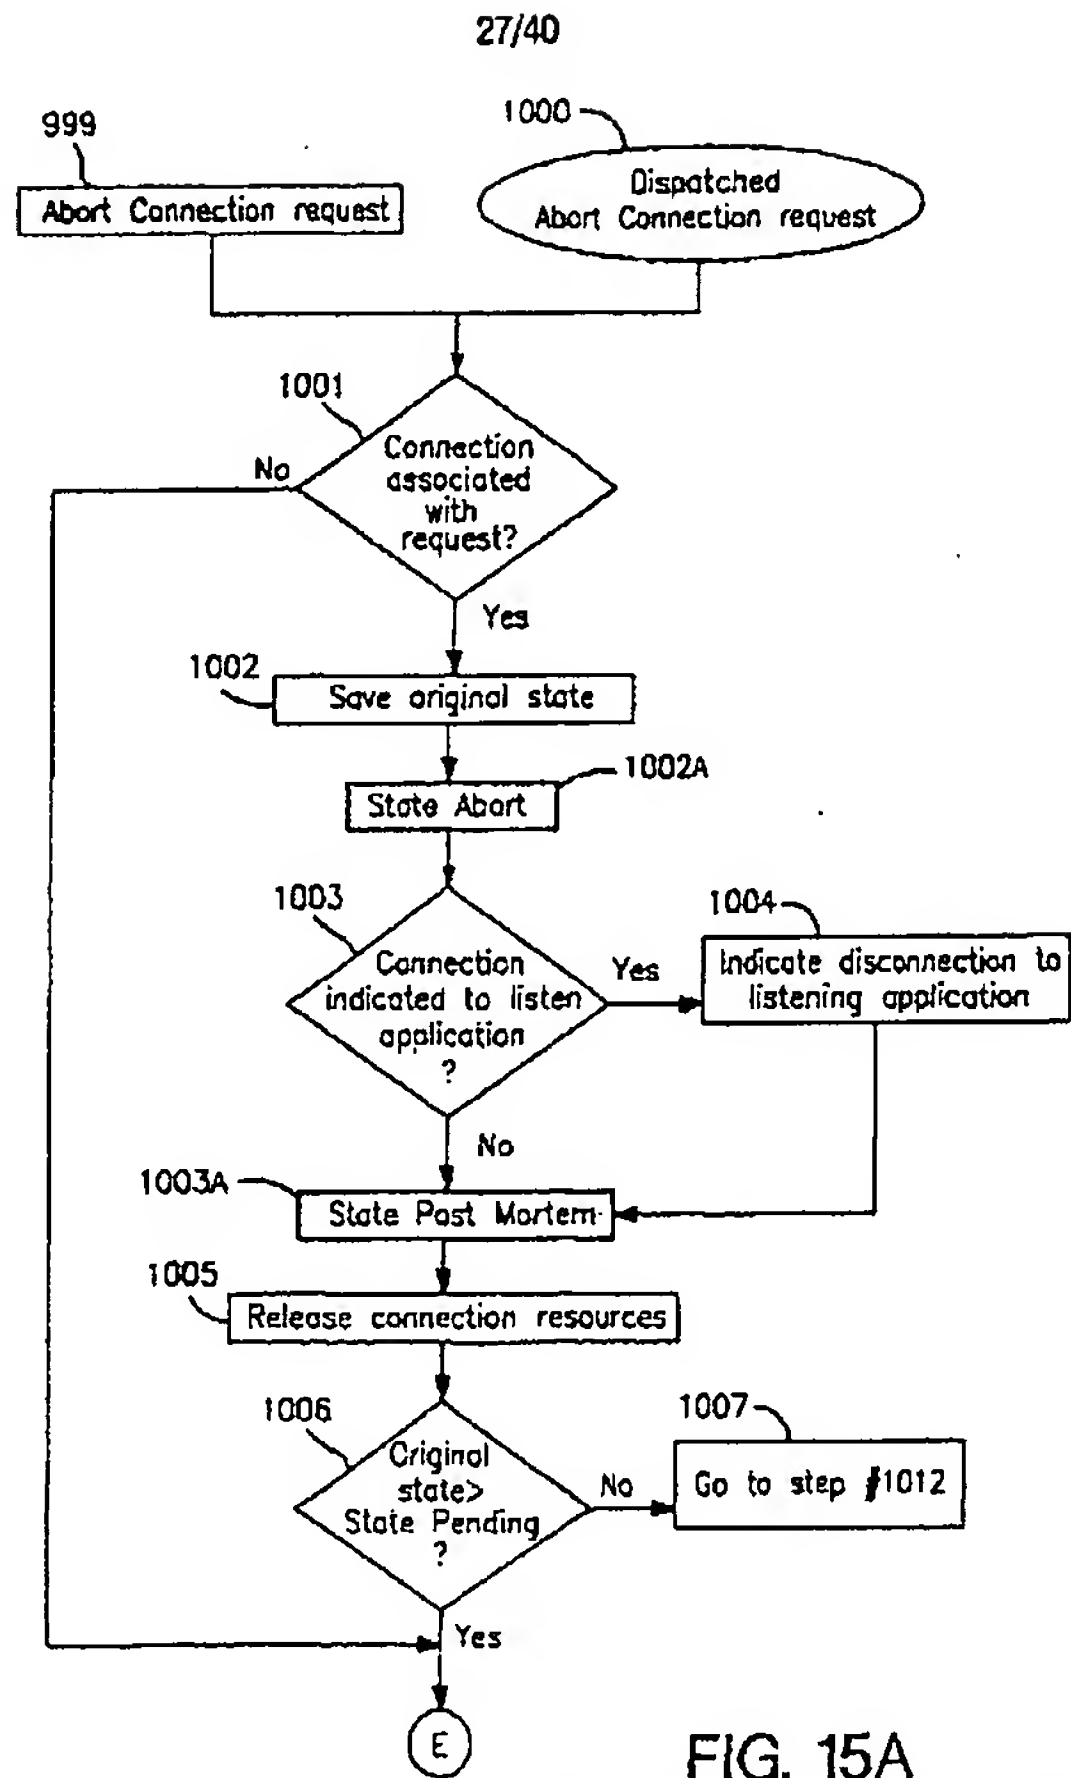 27/40
999
1000
Abort Connection request
Dispatched
Abort Connection request
1001
Connection
associated
with
request?
No
Yes
1002
Save original state
1002A
State Abort
1003
Connection
indicated to listen
application
?
Yes
1004
Indicate disconnection to
listening application
No
1003A
State Post Mortem
1005
Release connection resources
1006
Original
state>
State Pending
?
No
1007
Go to step #1012
Yes
E
FIG. 15A